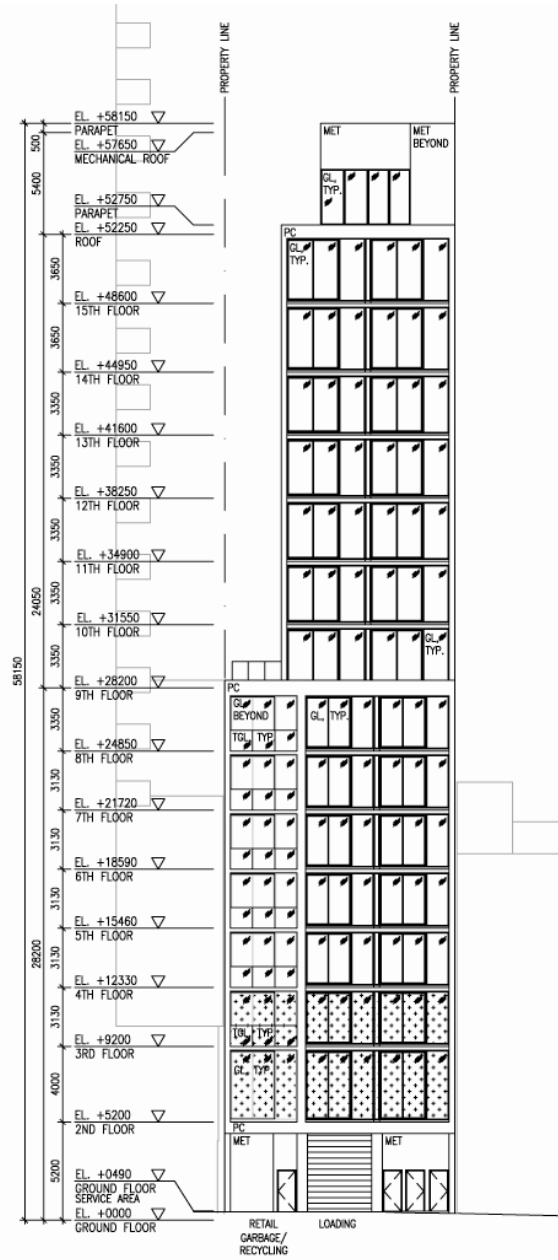 PROPERTY LINE
PROPERTY LINE
EL. +58150
PARAPET
EL. +57650
MECHANICAL ROOF
EL. +52750
PARAPET
EL. +52250
ROOF
EL. +48600
15TH FLOOR
EL. +44950
14TH FLOOR
EL. +41600
13TH FLOOR
EL. +38250
12TH FLOOR
EL. +34900
11TH FLOOR
EL. +31550
10TH FLOOR
EL. +28200
9TH FLOOR
EL. +24850
8TH FLOOR
EL. +21720
7TH FLOOR
EL. +18590
6TH FLOOR
EL. +15460
5TH FLOOR
EL. +12330
4TH FLOOR
EL. +9200
3RD FLOOR
EL. +5200
2ND FLOOR
EL. +0490
GROUND FLOOR
SERVICE AREA
EL. +0000
GROUND FLOOR
500
5400
3650
3650
3350
3350
3350
3350
3350
3350
3130
3130
3130
3130
3130
4000
5200
24050
28200
58150
MET
MET
BEYOND
GL,
TYP.
PC
GL,
TYP.
GL,
TYP.
PC
GL,
BEYOND
GL, TYP.
TGL, TYP.
TGL, TYP.
GL, TYP.
PC
MET
MET
RETAIL
GARBAGE/
RECYCLING
LOADING